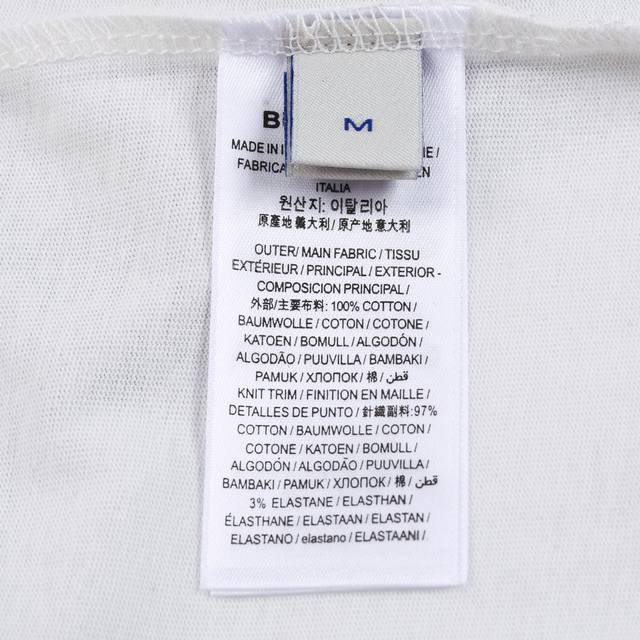 M
MADE IN
FABRICA
ITALIA
원산지: 이탈리아
原產地 義大利 / 原产地 意大利
OUTER/ MAIN FABRIC / TISSU
EXTÉRIEUR / PRINCIPAL / EXTERIOR -
COMPOSICION PRINCIPAL /
外部/主要布料: 100% COTTON /
BAUMWOLLE / COTON / COTONE /
KATOEN / BOMULL / ALGODÓN /
ALGODÃO / PUUVILLA / BAMBAKI /
PAMUK / ХЛОПОК / 棉 / قطن /
KNIT TRIM / FINITION EN MAILLE /
DETALLES DE PUNTO / 針織副料: 97%
COTTON / BAUMWOLLE / COTON /
COTONE / KATOEN / BOMULL /
ALGODÓN / ALGODÃO / PUUVILLA /
BAMBAKI / PAMUK / ХЛОПОК / 棉 / قطن
3% ELASTANE / ELASTHAN /
ÉLASTHANE / ELASTAAN / ELASTAN /
ELASTANO / elastano / ELASTAANI /